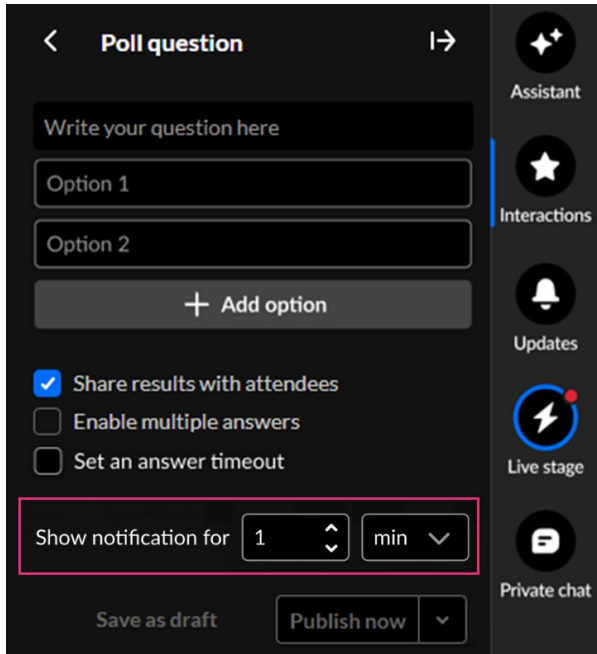 Poll question
Write your question here
Option 1
Option 2
+ Add option
Share results with attendees
Enable multiple answers
Set an answer timeout
Show notification for 1 min
Save as draft Publish now
Assistant
Interactions
Updates
Live stage
Private chat